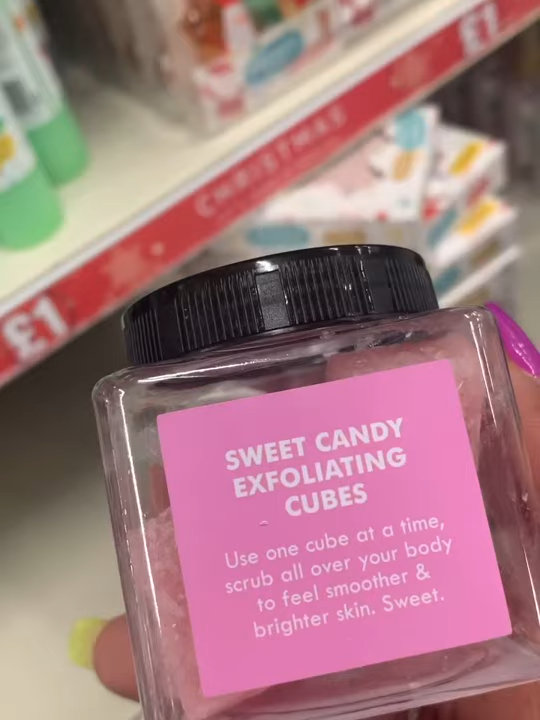 £1
CHRISTMAS
£1
SWEET CANDY
EXFOLIATING
CUBES
Use one cube at a time,
scrub all over your body
to feel smoother &
brighter skin. Sweet.